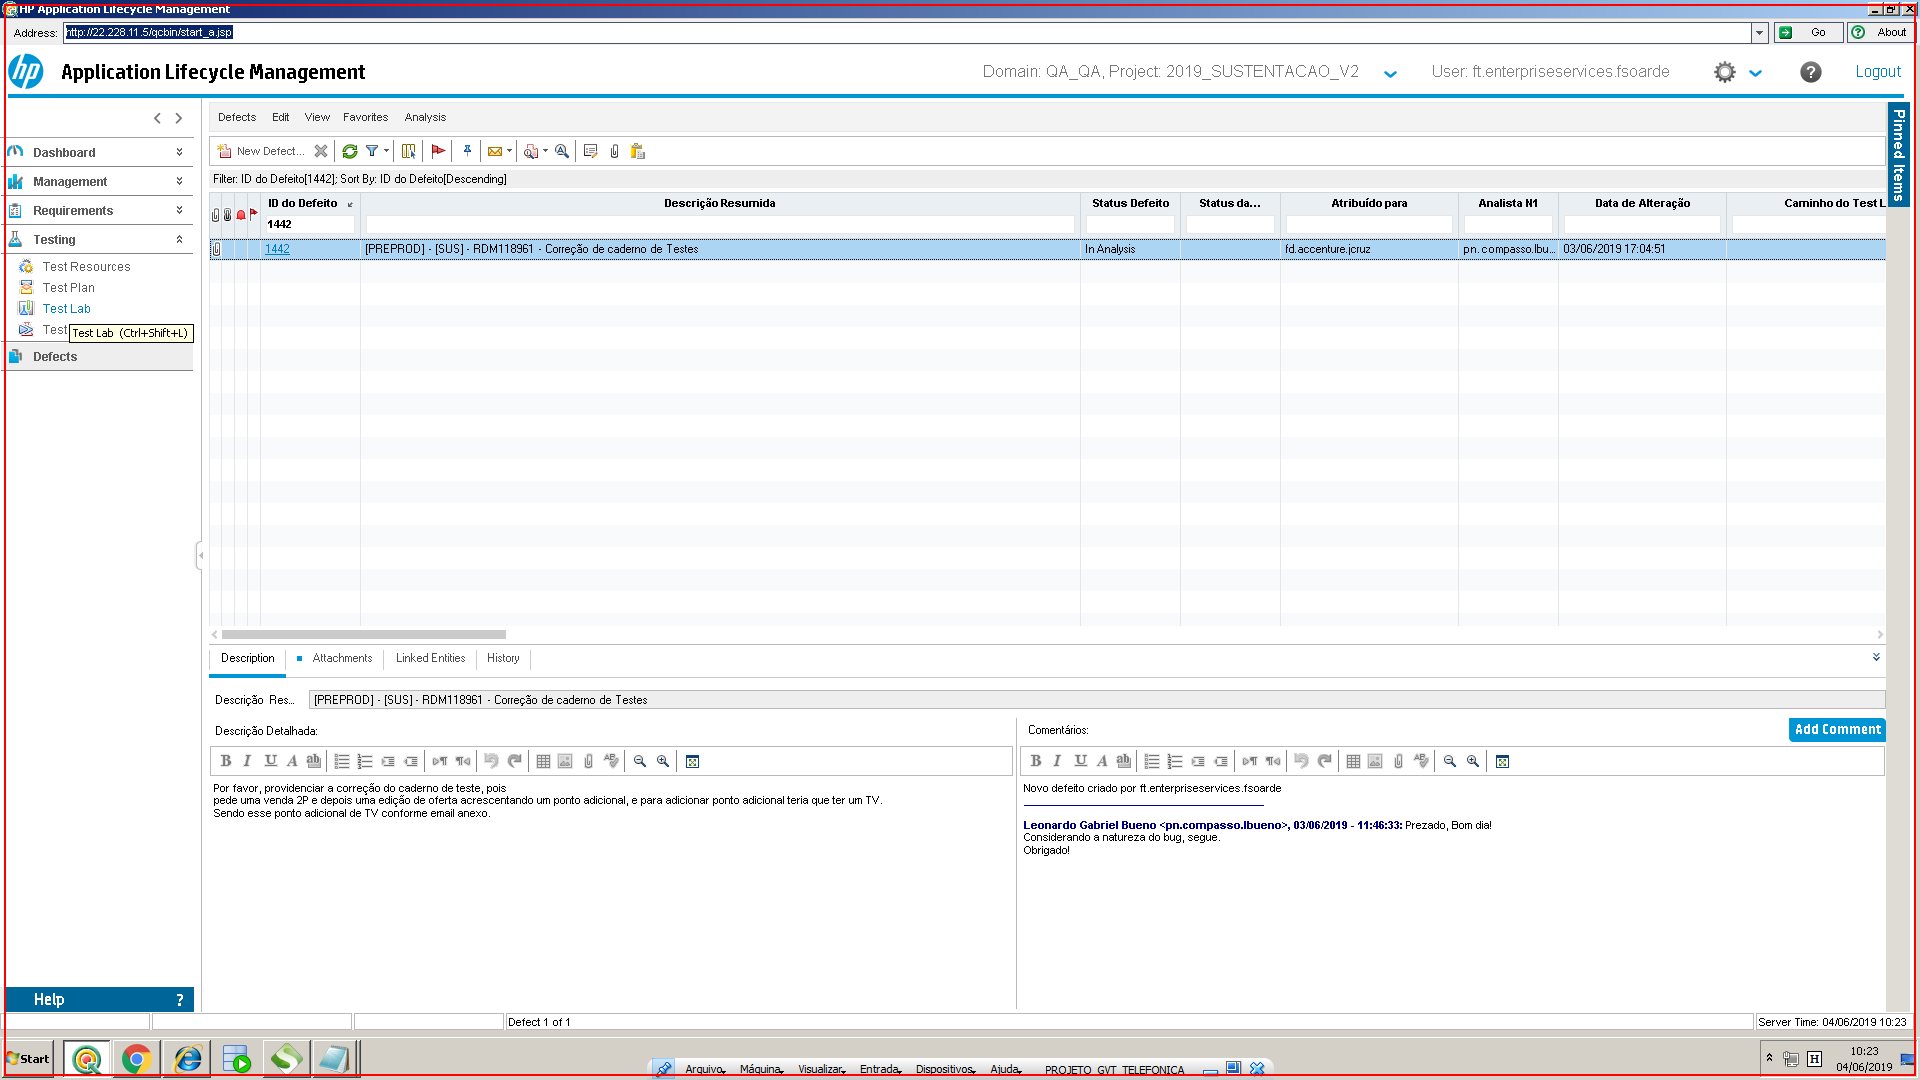 HP Application Lifecycle Management
Address: http://22.228.11.5/qcbin/start_a.jsp Go About
hp Application Lifecycle Management Domain: QA_QA, Project: 2019_SUSTENTACAO_V2 User: ft.enterpriseservices.fsoarde ? Logout
Pinned Items
Dashboard
Management
Requirements
Testing
Test Resources
Test Plan
Test Lab
Test
Test Lab (Ctrl+Shift+L)
Defects
Defects Edit View Favorites Analysis
New Defect...
Filter: ID do Defeito[1442]; Sort By: ID do Defeito[Descending]
ID do Defeito Descrição Resumida Status Defeito Status da... Atribuído para Analista N1 Data de Alteração Caminho do Test L
1442
1442 [PREPROD] - [SUS] - RDM118961 - Correção de caderno de Testes In Analysis fd.accenture.jcruz pn.compasso.lbu... 03/06/2019 17:04:51
Description Attachments Linked Entities History
Descrição Res... [PREPROD] - [SUS] - RDM118961 - Correção de caderno de Testes
Descrição Detalhada:
B I U A ab
Por favor, providenciar a correção do caderno de teste, pois
pede uma venda 2P e depois uma edição de oferta acrescentando um ponto adicional, e para adicionar ponto adicional teria que ter um TV.
Sendo esse ponto adicional de TV conforme email anexo.
Comentários: Add Comment
B I U A ab
Novo defeito criado por ft.enterpriseservices.fsoarde
Leonardo Gabriel Bueno <pn.compasso.lbueno>, 03/06/2019 - 11:46:33: Prezado, Bom dia!
Considerando a natureza do bug, segue.
Obrigado!
Help ?
Defect 1 of 1 Server Time: 04/06/2019 10:23
Start
Arquivo Máquina Visualizar Entrada Dispositivos Ajuda PROJETO_GVT_TELEFONICA
H 10:23
04/06/2019